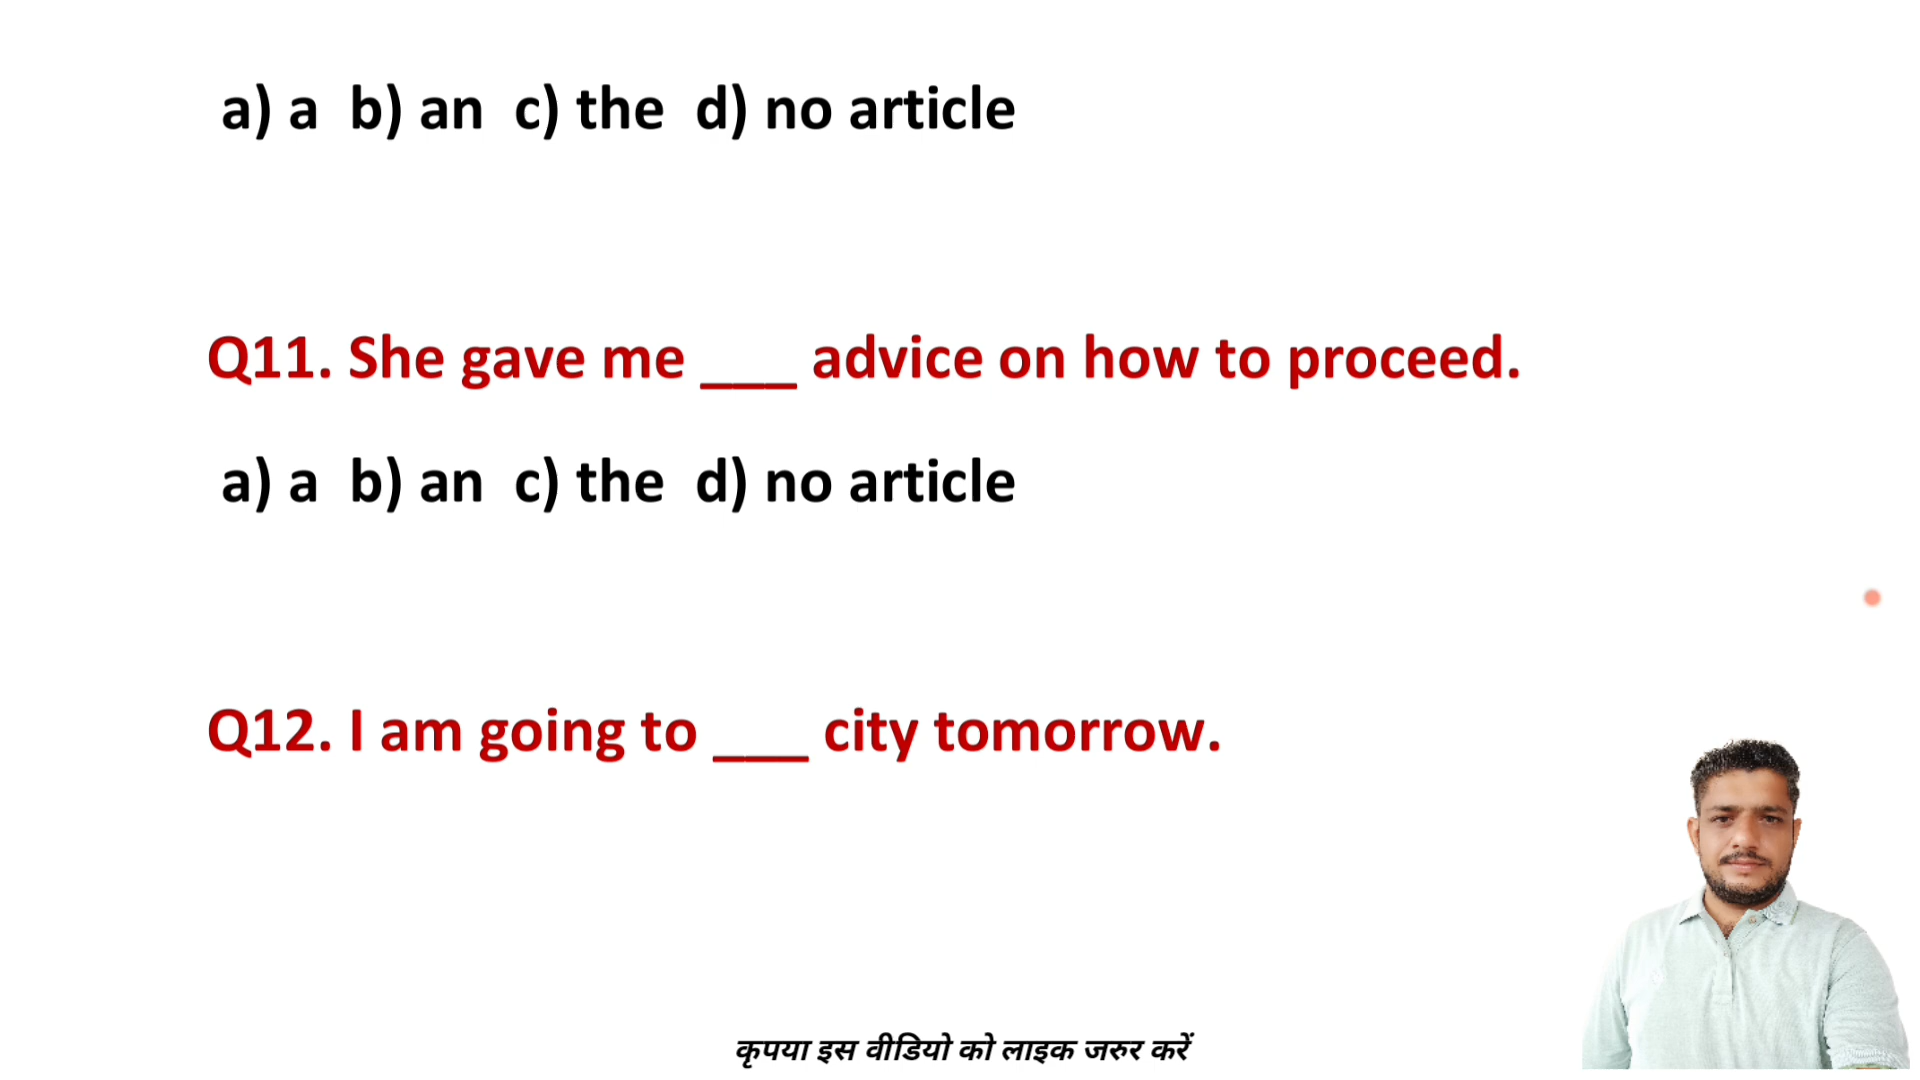 a) a b) an c) the d) no article
Q11. She gave me ___ advice on how to proceed.
a) a b) an c) the d) no article
Q12. I am going to ___ city tomorrow.
कृपया इस वीडियो को लाइक जरुर करें